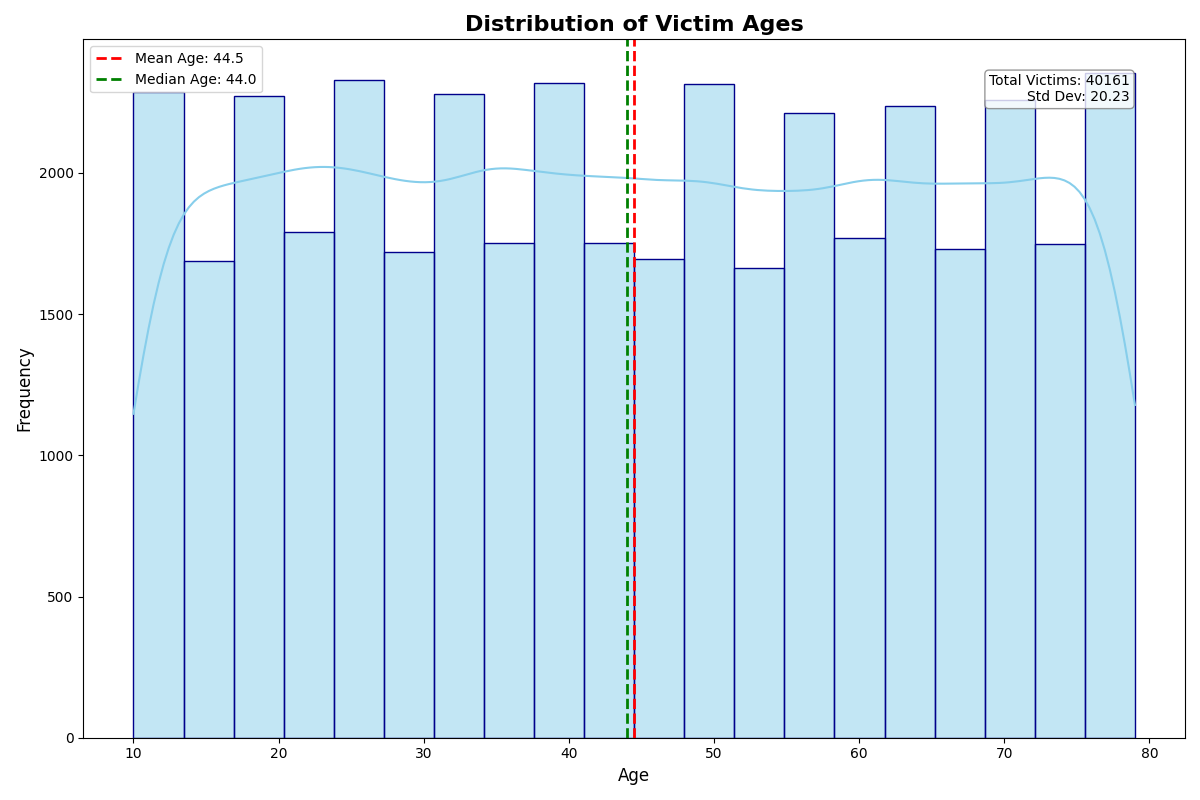 Distribution of Victim Ages
Mean Age: 44.5
Median Age: 44.0
Total Victims: 40161
Std Dev: 20.23
Frequency
2000
1500
1000
500
0
10 20 30 40 50 60 70 80
Age